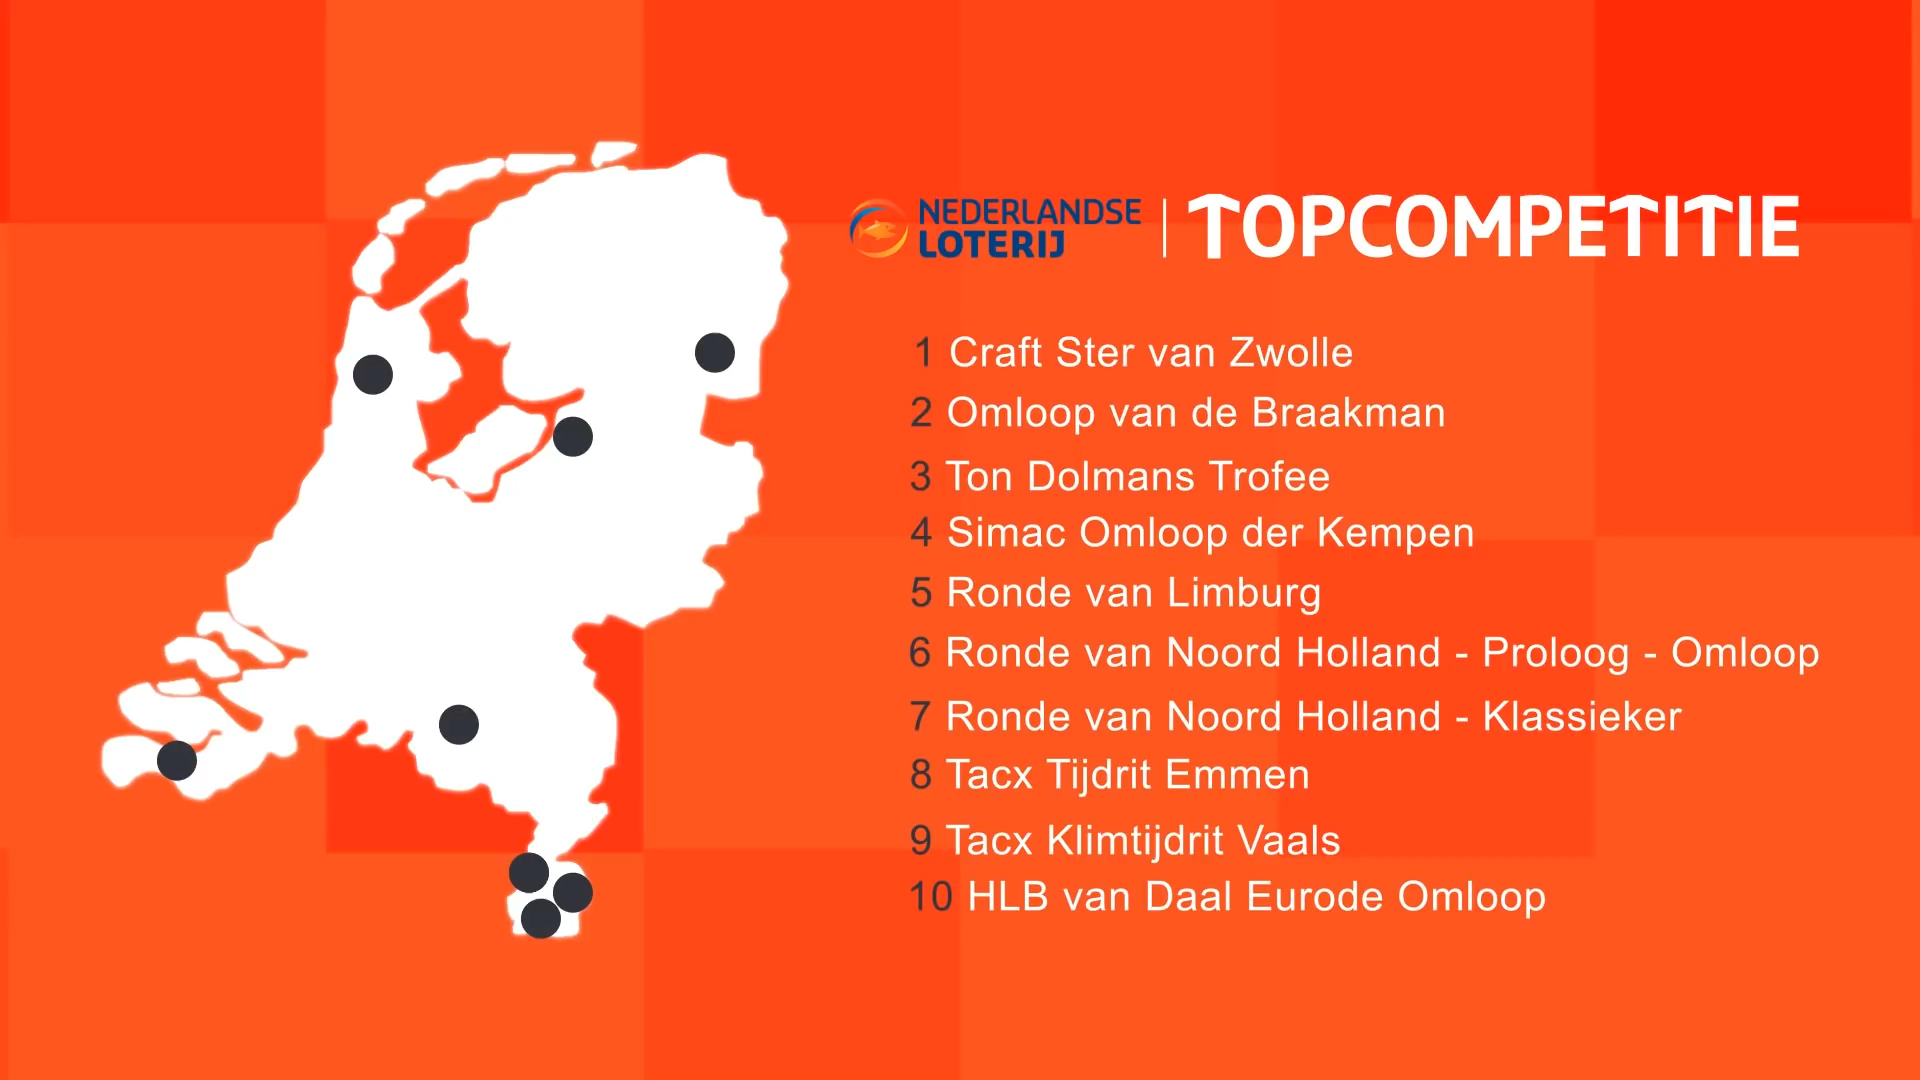 NEDERLANDSE
LOTERIJ
TOPCOMPETITIE
1 Craft Ster van Zwolle
2 Omloop van de Braakman
3 Ton Dolmans Trofee
4 Simac Omloop der Kempen
5 Ronde van Limburg
6 Ronde van Noord Holland - Proloog - Omloop
7 Ronde van Noord Holland - Klassieker
8 Tacx Tijdrit Emmen
9 Tacx Klimtijdrit Vaals
10 HLB van Daal Eurode Omloop